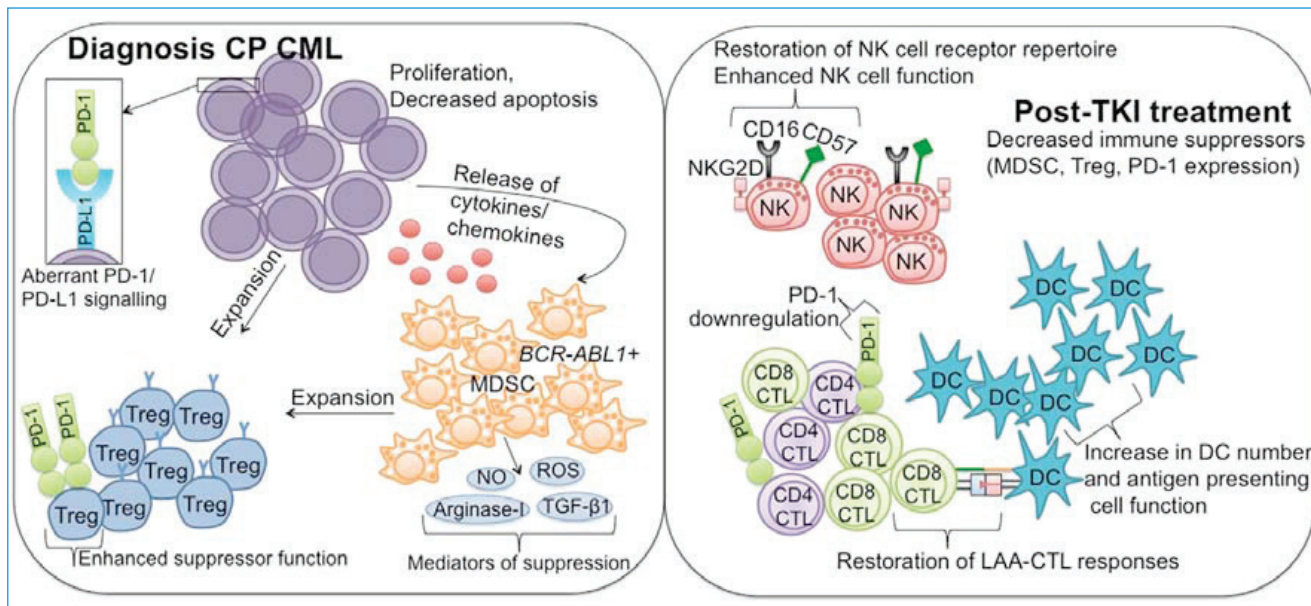 Diagnosis CP CML
PD-1
PD-L1
Aberrant PD-1/
PD-L1 signalling
Proliferation,
Decreased apoptosis
Release of
cytokines/
chemokines
Expansion
BCR-ABL1+
MDSC
Expansion
PD-1
PD-1
Treg
Treg
Treg
Treg
Treg
Treg
Treg
Treg
Enhanced suppressor function
NO
ROS
Arginase-I
TGF-β1
Mediators of suppression
Restoration of NK cell receptor repertoire
Enhanced NK cell function
Post-TKI treatment
Decreased immune suppressors
(MDSC, Treg, PD-1 expression)
CD16
CD57
NKG2D
NK
NK
NK
NK
NK
PD-1
downregulation
PD-1
PD-1
CD8
CTL
CD4
CTL
CD4
CTL
CD8
CTL
CD4
CTL
CD8
CTL
CD8
CTL
DC
DC
DC
DC
DC
DC
DC
DC
Increase in DC number
and antigen presenting
cell function
Restoration of LAA-CTL responses